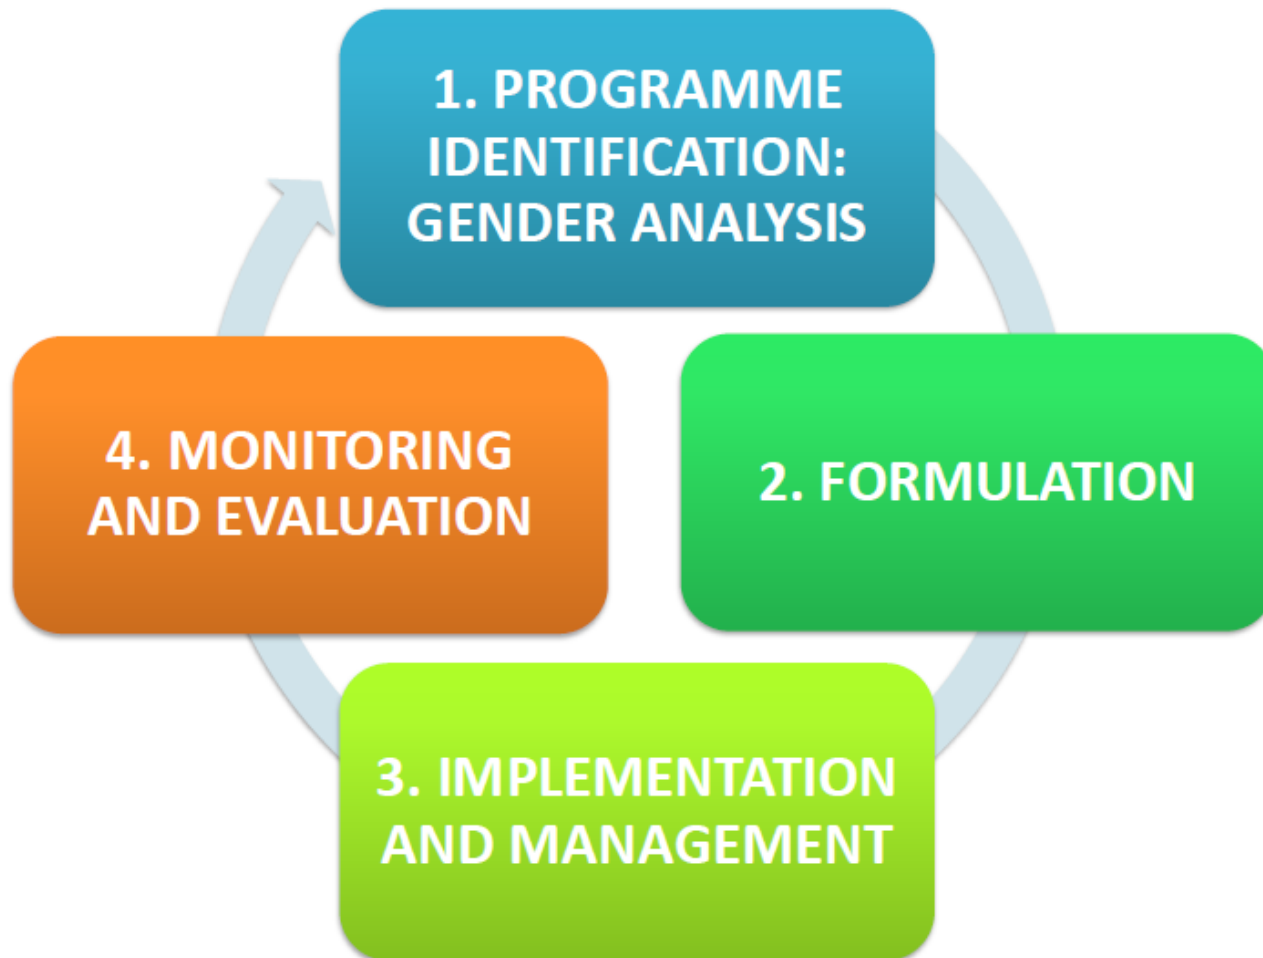 1. PROGRAMME
IDENTIFICATION:
GENDER ANALYSIS
2. FORMULATION
3. IMPLEMENTATION
AND MANAGEMENT
4. MONITORING
AND EVALUATION